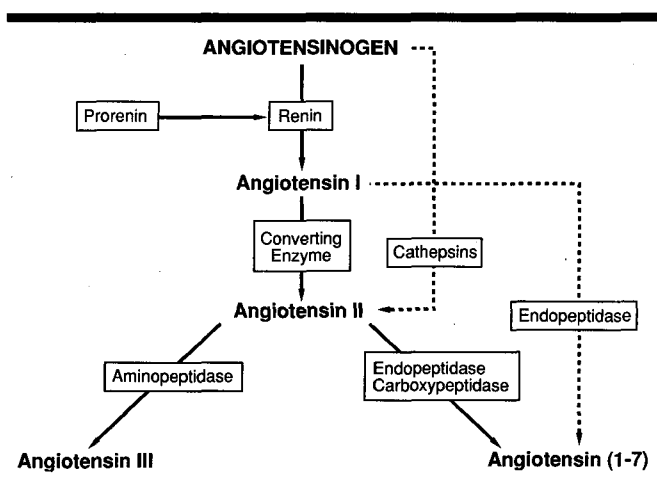 ANGIOTENSINOGEN
Prorenin
Renin
Angiotensin I
Converting
Enzyme
Cathepsins
Angiotensin II
Endopeptidase
Aminopeptidase
Endopeptidase
Carboxypeptidase
Angiotensin III
Angiotensin (1-7)